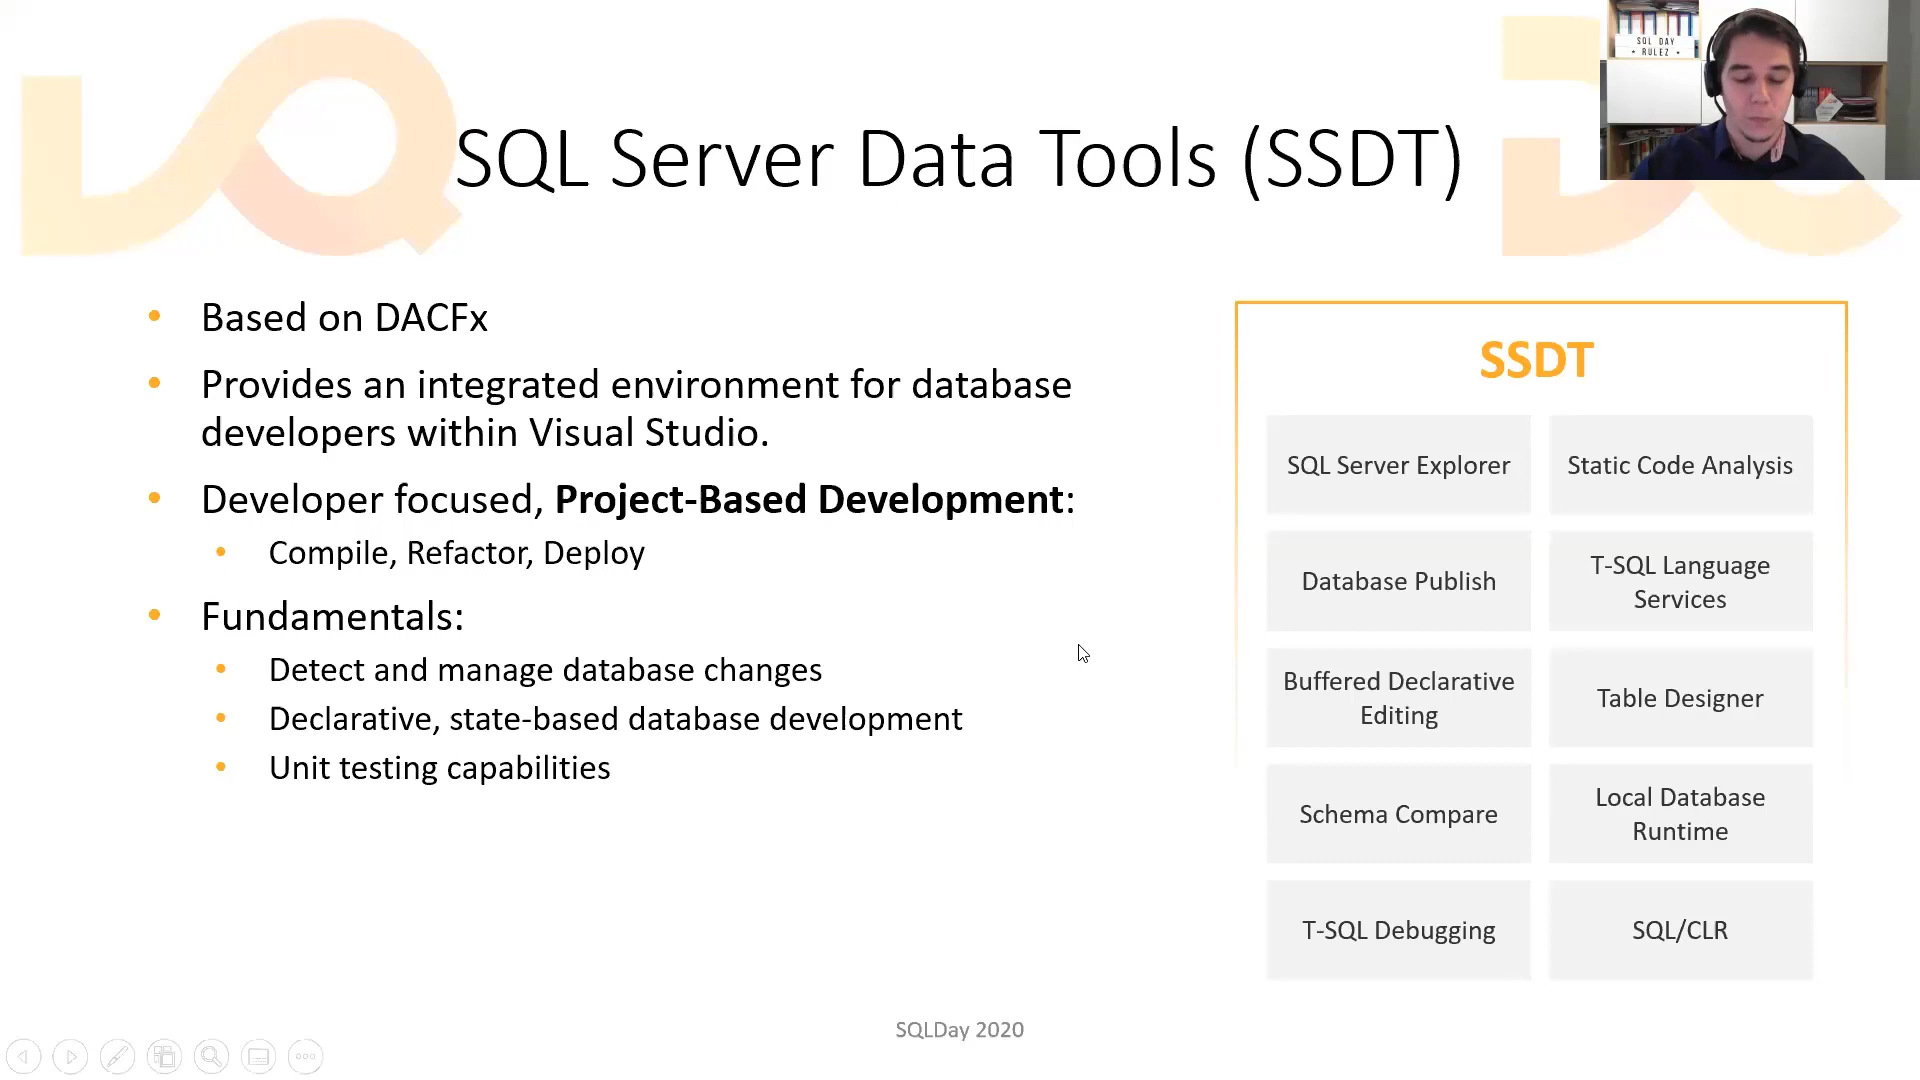 SQL DAY
• RULEZ •
SQL Server Data Tools (SSDT)
• Based on DACFx
• Provides an integrated environment for database
developers within Visual Studio.
• Developer focused, Project-Based Development:
• Compile, Refactor, Deploy
• Fundamentals:
• Detect and manage database changes
• Declarative, state-based database development
• Unit testing capabilities
SSDT
SQL Server Explorer
Static Code Analysis
Database Publish
T-SQL Language
Services
Buffered Declarative
Editing
Table Designer
Schema Compare
Local Database
Runtime
T-SQL Debugging
SQL/CLR
SQLDay 2020